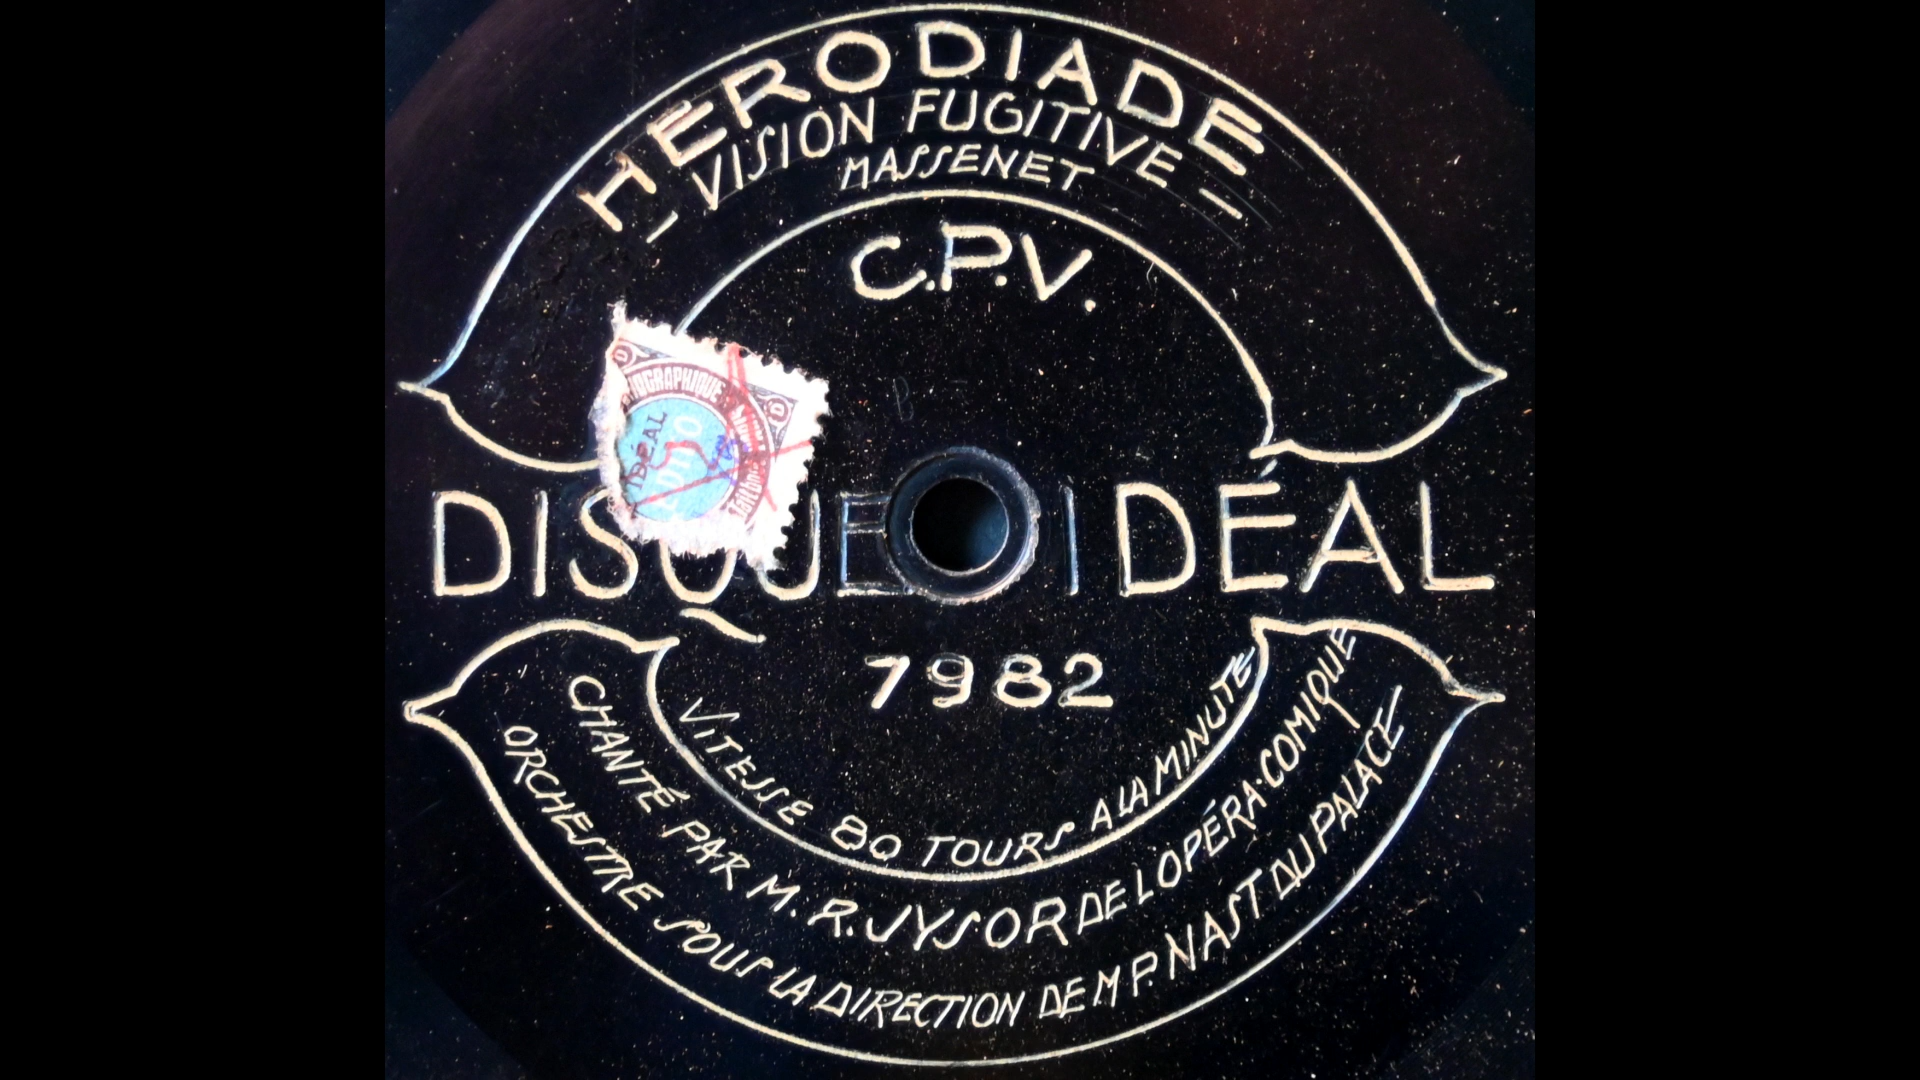 HERODIADE
- VISION FUGITIVE -
MASSENET
C.P.V.
IDÉAL
DISQUE IDÉAL
7982
VITESSE 80 TOURS A LA MINUTE
CHANTÉ PAR M. R. JYSOR DE L OPÉRA-COMIQUE
ORCHESTRE SOUS LA DIRECTION DE M P. NAST DU PALACE